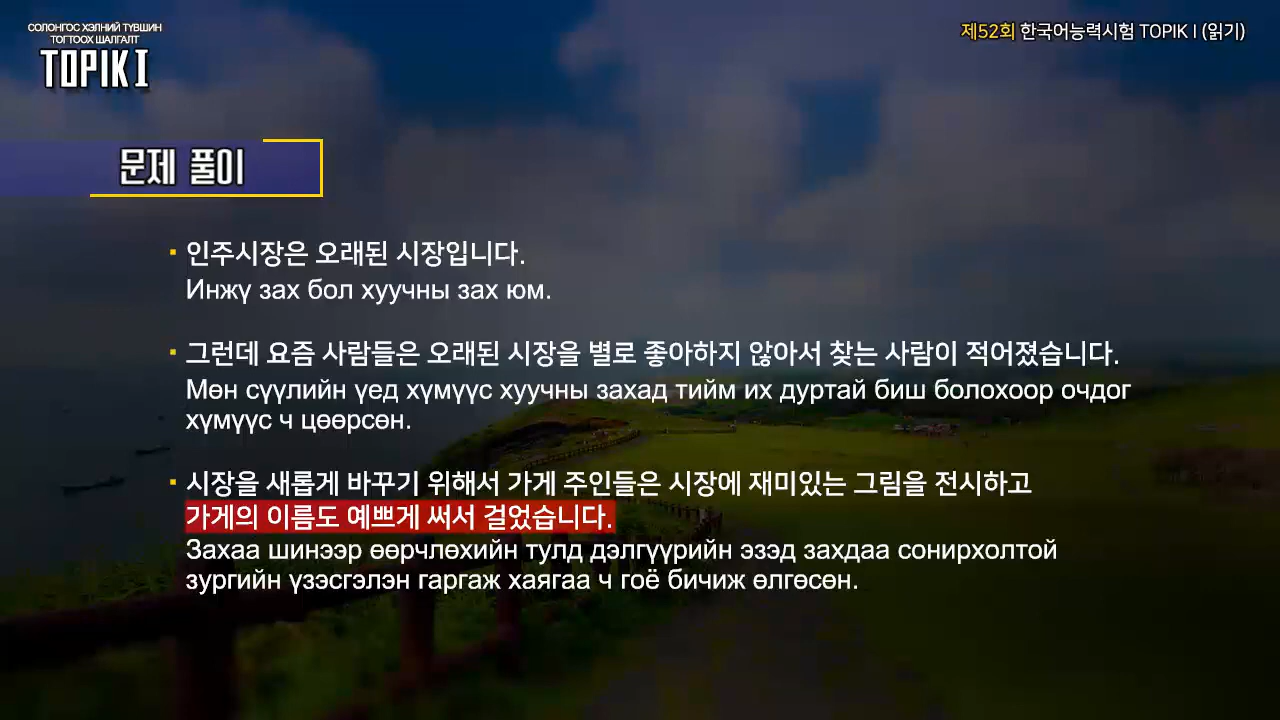 СОЛОНГОС ХЭЛНИЙ ТҮВШИН
ТОГТООХ ШАЛГАЛТ
TOPIK I
제52회 한국어능력시험 TOPIK I (읽기)
문제 풀이
· 인주시장은 오래된 시장입니다.
Инжү зах бол хуучны зах юм.
· 그런데 요즘 사람들은 오래된 시장을 별로 좋아하지 않아서 찾는 사람이 적어졌습니다.
Мөн сүүлийн үед хүмүүс хуучны захад тийм их дуртай биш болохоор очдог
хүмүүс ч цөөрсөн.
· 시장을 새롭게 바꾸기 위해서 가게 주인들은 시장에 재미있는 그림을 전시하고
가게의 이름도 예쁘게 써서 걸었습니다.
Захаа шинээр өөрчлөхийн тулд дэлгүүрийн эзэд захдаа сонирхолтой
зургийн үзэсгэлэн гаргаж хаягаа ч гоё бичиж өлгөсөн.